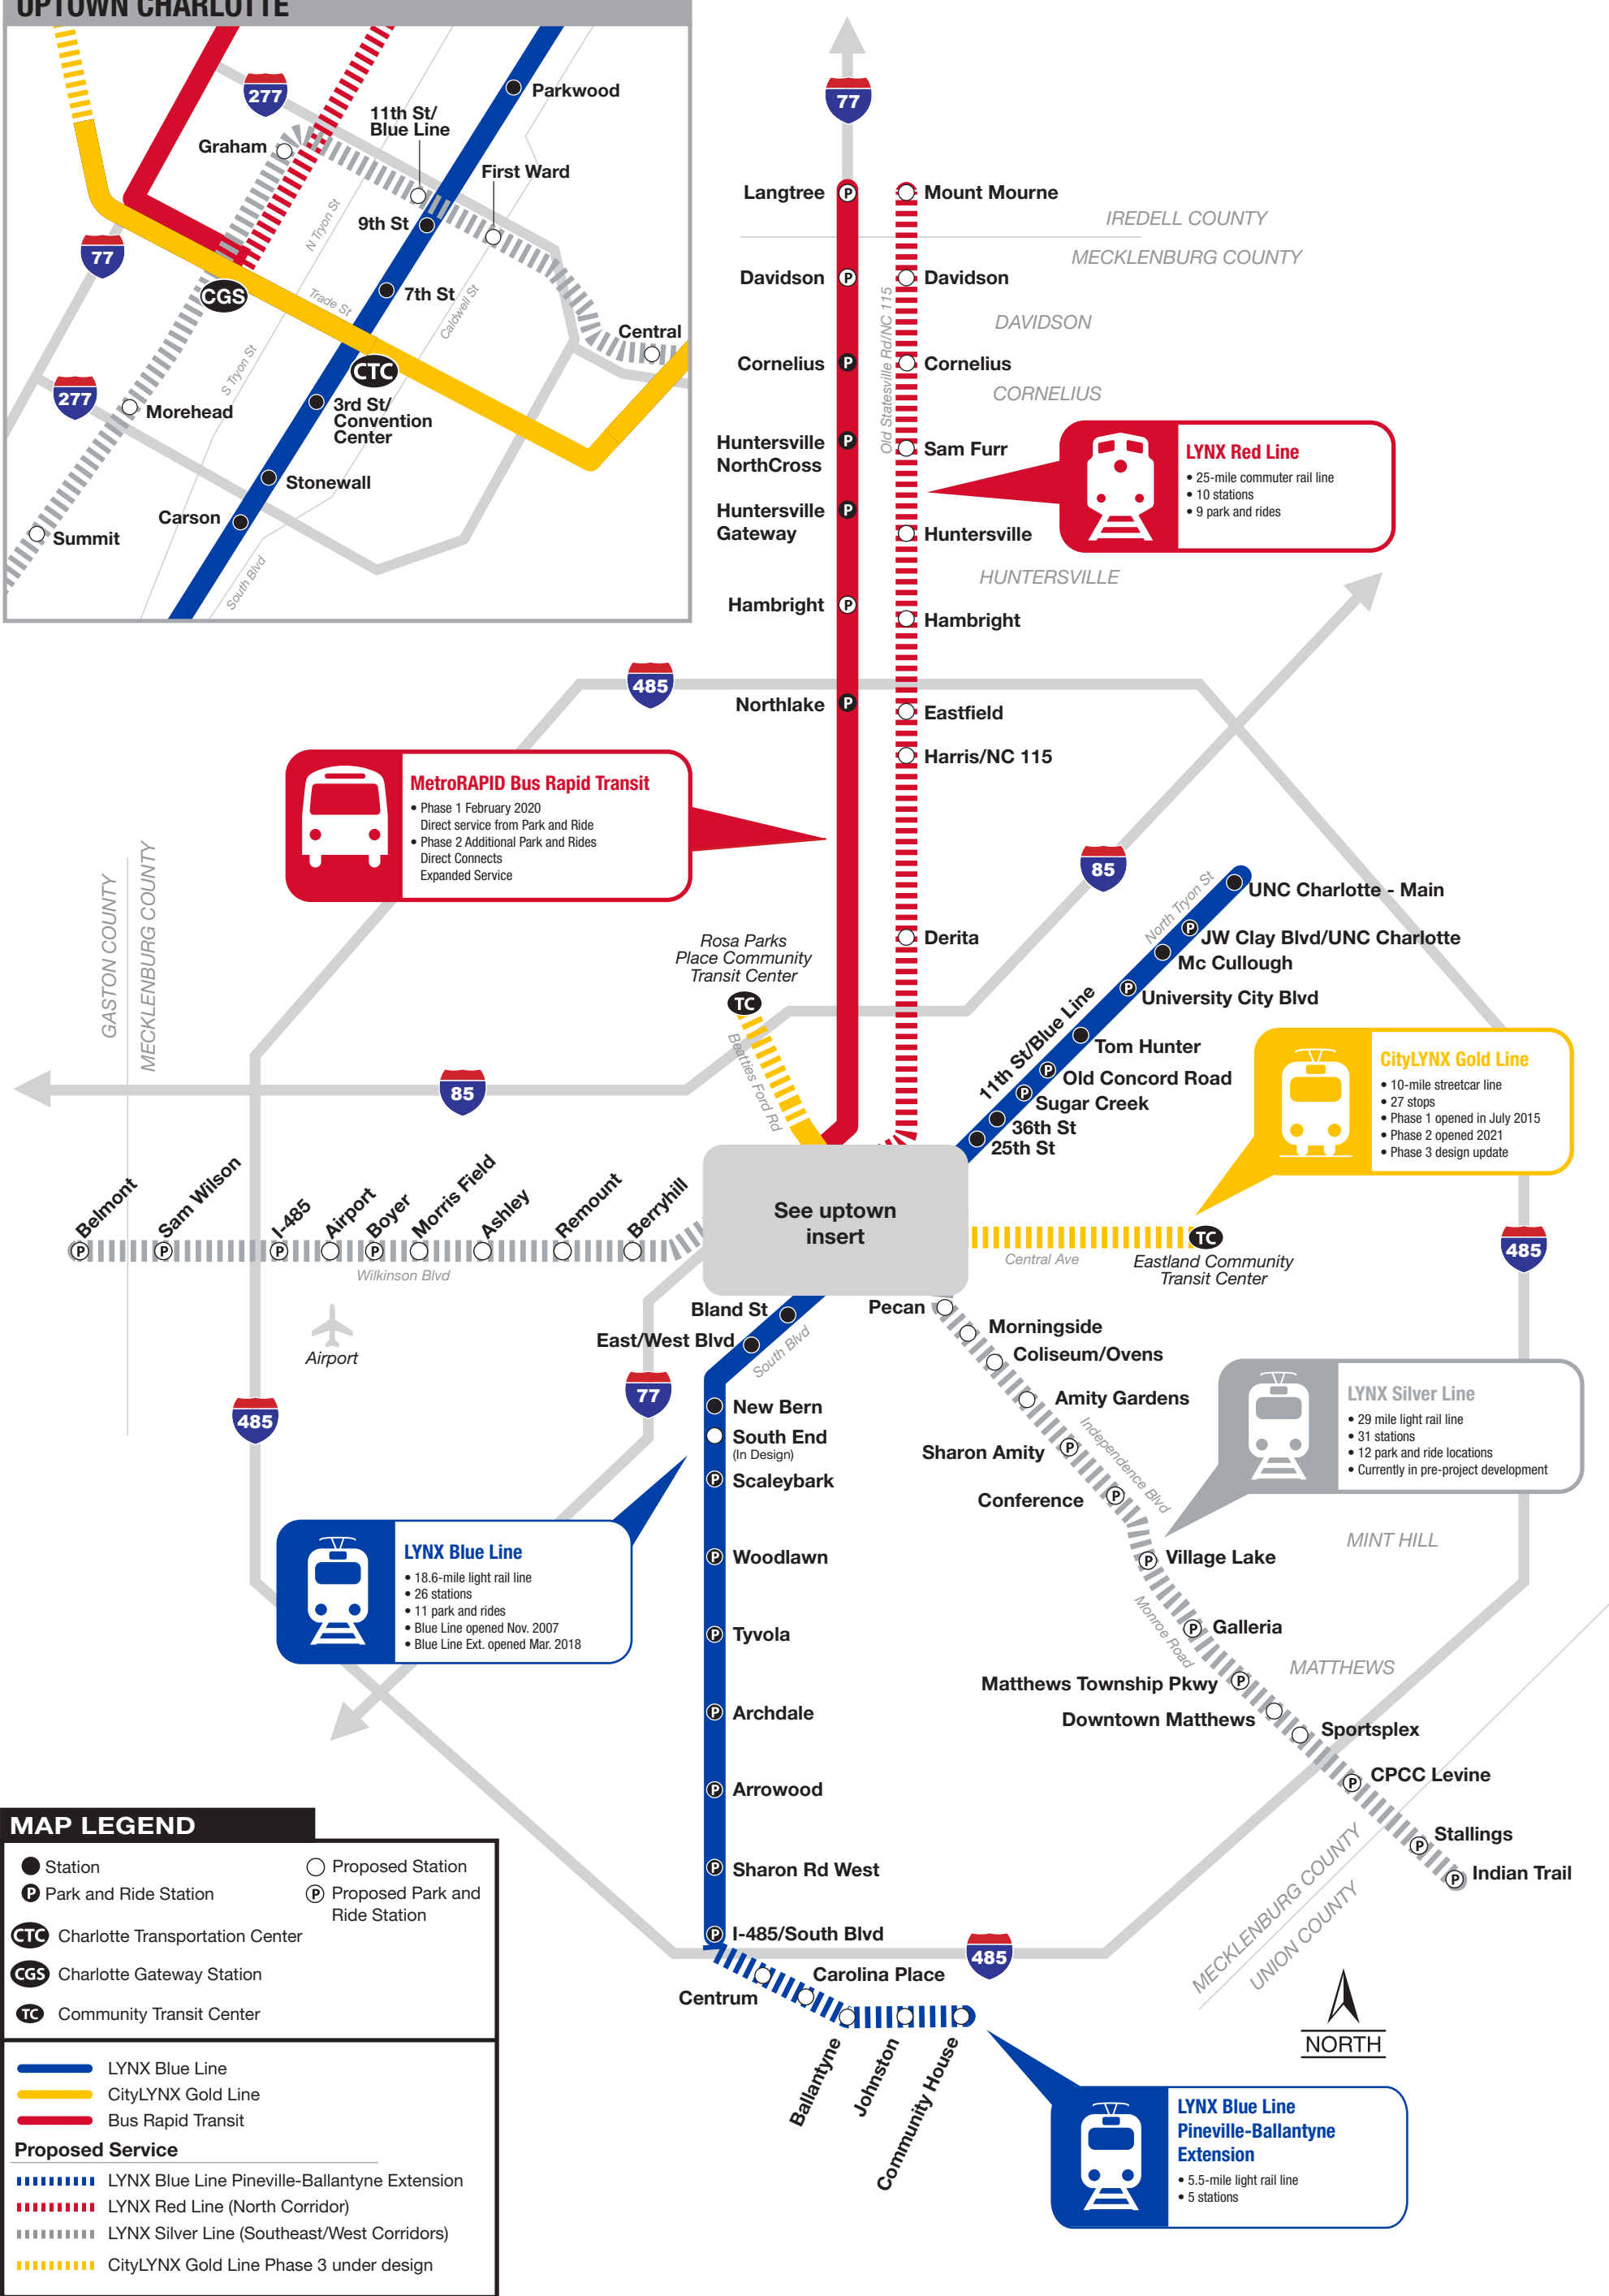 UPTOWN CHARLOTTE
277
Parkwood
11th St/
Blue Line
Graham
First Ward
N Tryon St
9th St
77
CGS
7th St
Trade St
Caldwell St
Central
S Tryon St
CTC
277
Morehead
3rd St/
Convention
Center
Stonewall
Carson
Summit
South Blvd
77
Langtree
P
Mount Mourne
IREDELL COUNTY
MECKLENBURG COUNTY
Davidson
P
Davidson
Old Statesville Rd/NC 115
DAVIDSON
Cornelius
P
Cornelius
CORNELIUS
Huntersville
NorthCross
P
Sam Furr
LYNX Red Line
• 25-mile commuter rail line
• 10 stations
• 9 park and rides
Huntersville
Gateway
P
Huntersville
HUNTERSVILLE
Hambright
P
Hambright
485
Northlake
P
Eastfield
Harris/NC 115
MetroRAPID Bus Rapid Transit
• Phase 1 February 2020
Direct service from Park and Ride
• Phase 2 Additional Park and Rides
Direct Connects
Expanded Service
GASTON COUNTY
MECKLENBURG COUNTY
85
Derita
Rosa Parks
Place Community
Transit Center
TC
Beatties Ford Rd
North Tryon St
UNC Charlotte - Main
P
JW Clay Blvd/UNC Charlotte
Mc Cullough
P
University City Blvd
11th St/Blue Line
Tom Hunter
P
Old Concord Road
P
Sugar Creek
36th St
25th St
CityLYNX Gold Line
• 10-mile streetcar line
• 27 stops
• Phase 1 opened in July 2015
• Phase 2 opened 2021
• Phase 3 design update
85
Belmont
Sam Wilson
I-485
Airport
Boyer
Morris Field
Ashley
Remount
Berryhill
P
P
P
P
Wilkinson Blvd
See uptown
insert
Central Ave
TC
Eastland Community
Transit Center
485
Airport
Bland St
East/West Blvd
South Blvd
Pecan
Morningside
Coliseum/Ovens
Amity Gardens
485
77
New Bern
South End
(In Design)
P
Scaleybark
Independence Blvd
Sharon Amity
P
Conference
P
LYNX Silver Line
• 29 mile light rail line
• 31 stations
• 12 park and ride locations
• Currently in pre-project development
MINT HILL
LYNX Blue Line
• 18.6-mile light rail line
• 26 stations
• 11 park and rides
• Blue Line opened Nov. 2007
• Blue Line Ext. opened Mar. 2018
P
Woodlawn
P
Village Lake
Monroe Road
P
Tyvola
P
Galleria
MATTHEWS
Matthews Township Pkwy
P
P
Archdale
Downtown Matthews
Sportsplex
P
Arrowood
P
CPCC Levine
P
Stallings
P
Sharon Rd West
P
Indian Trail
MECKLENBURG COUNTY
UNION COUNTY
P
I-485/South Blvd
485
Carolina Place
Centrum
Ballantyne
Johnston
Community House
NORTH
LYNX Blue Line
Pineville-Ballantyne
Extension
• 5.5-mile light rail line
• 5 stations
MAP LEGEND
Station
Proposed Station
P Park and Ride Station
P Proposed Park and
Ride Station
CTC Charlotte Transportation Center
CGS Charlotte Gateway Station
TC Community Transit Center
LYNX Blue Line
CityLYNX Gold Line
Bus Rapid Transit
Proposed Service
LYNX Blue Line Pineville-Ballantyne Extension
LYNX Red Line (North Corridor)
LYNX Silver Line (Southeast/West Corridors)
CityLYNX Gold Line Phase 3 under design